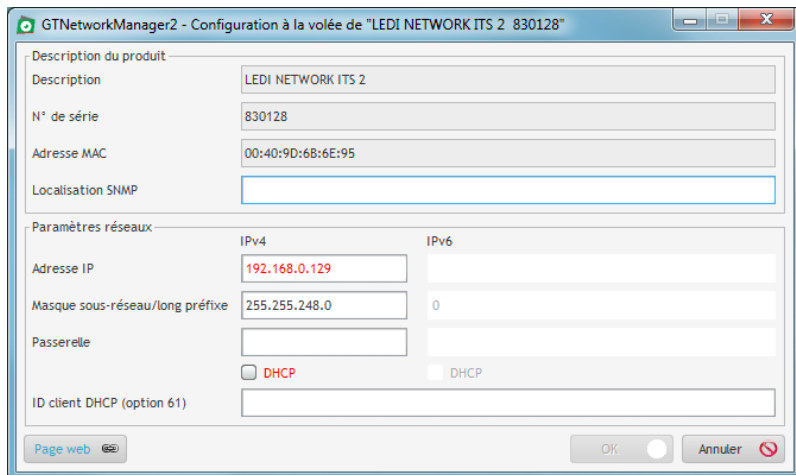 GTNetworkManager2 - Configuration à la volée de "LEDI NETWORK ITS 2  830128"
Description du produit
Description LEDI NETWORK ITS 2
N° de série 830128
Adresse MAC 00:40:9D:6B:6E:95
Localisation SNMP
Paramètres réseaux
IPv4 IPv6
Adresse IP 192.168.0.129
Masque sous-réseau/long préfixe 255.255.248.0 0
Passerelle
DHCP DHCP
ID client DHCP (option 61)
Page web OK Annuler